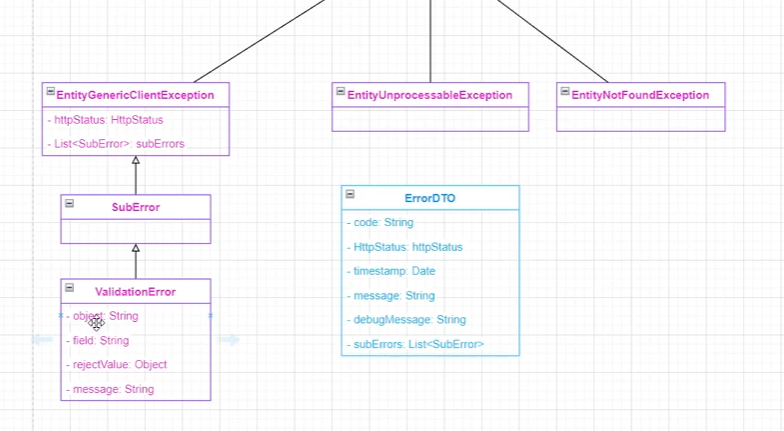 EntityGenericClientException
- httpStatus: HttpStatus
- List<SubError>: subErrors
EntityUnprocessableException
EntityNotFoundException
SubError
ValidationError
- object: String
- field: String
- rejectValue: Object
- message: String
ErrorDTO
- code: String
- HttpStatus: httpStatus
- timestamp: Date
- message: String
- debugMessage: String
- subErrors: List<SubError>